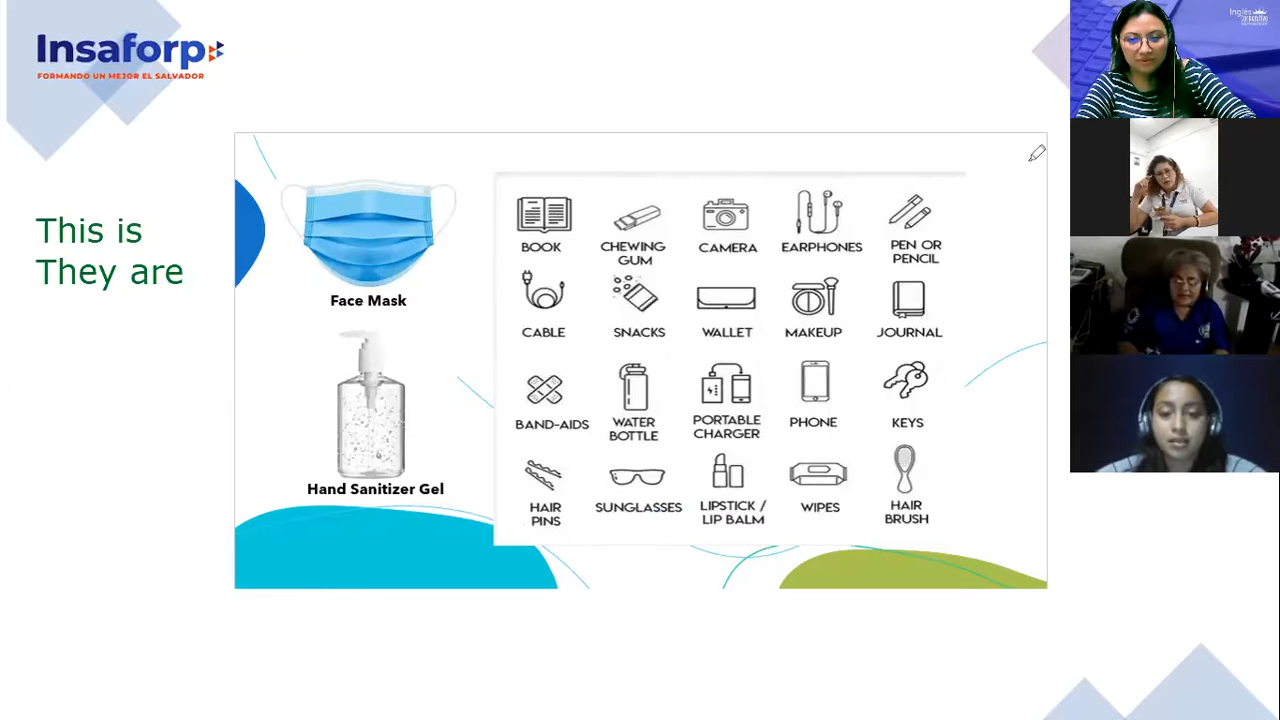 Insaforp
FORMANDO UN MEJOR EL SALVADOR
This is
They are
Face Mask
Hand Sanitizer Gel
BOOK
CHEWING
GUM
CAMERA
EARPHONES
PEN OR
PENCIL
CABLE
SNACKS
WALLET
MAKEUP
JOURNAL
BAND-AIDS
WATER
BOTTLE
PORTABLE
CHARGER
PHONE
KEYS
HAIR
PINS
SUNGLASSES
LIPSTICK /
LIP BALM
WIPES
HAIR
BRUSH
Inglés